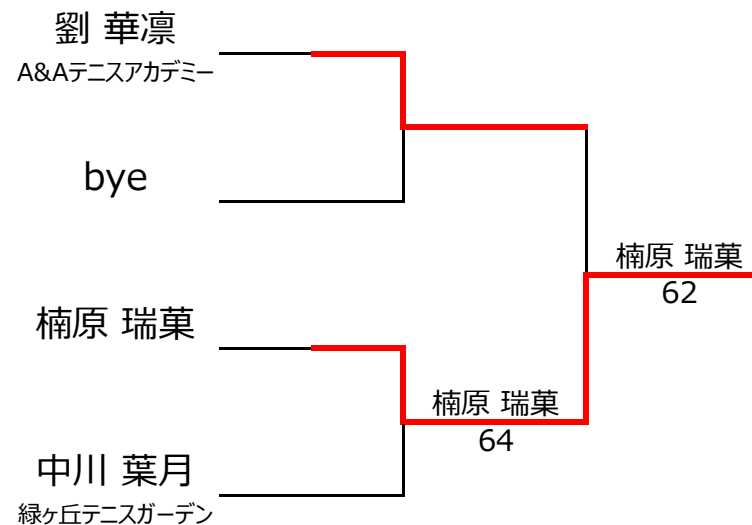 劉 華凛
A&Aテニスアカデミー
bye
楠原 瑞菓
62
楠原 瑞菓
楠原 瑞菓
64
中川 葉月
緑ヶ丘テニスガーデン